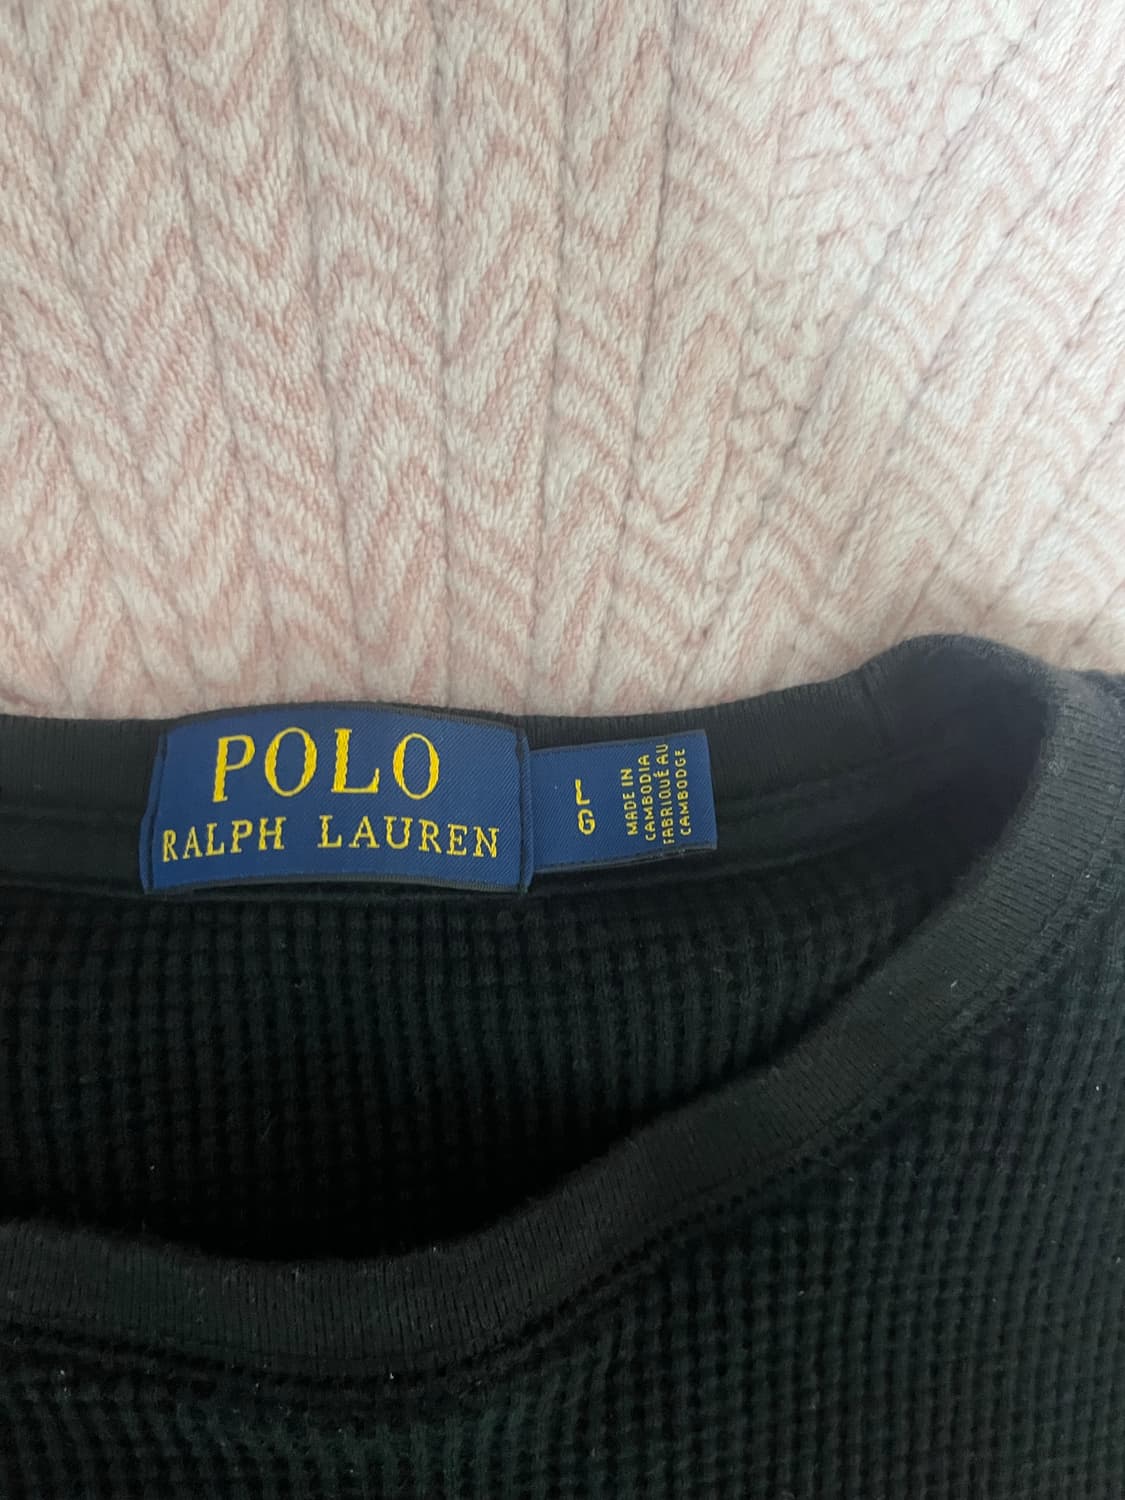 POLO
RALPH LAUREN
L
G
MADE IN
CAMBODIA
FABRIQUÉ AU
CAMBODGE